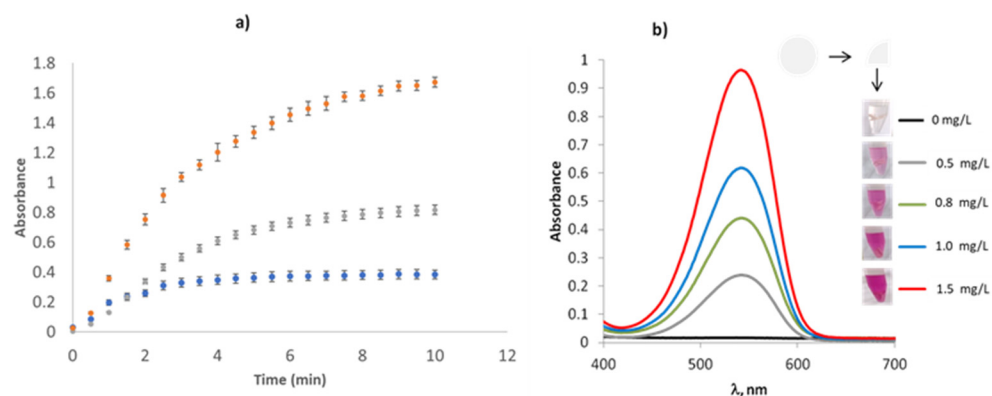 a)
1.8
1.6
1.4
1.2
1
0.8
0.6
0.4
0.2
0
Absorbance
0 2 4 6 8 10 12
Time (min)
b)
1
0.9
0.8
0.7
0.6
0.5
0.4
0.3
0.2
0.1
0
Absorbance
400 500 600 700
λ, nm
0 mg/L
0.5 mg/L
0.8 mg/L
1.0 mg/L
1.5 mg/L